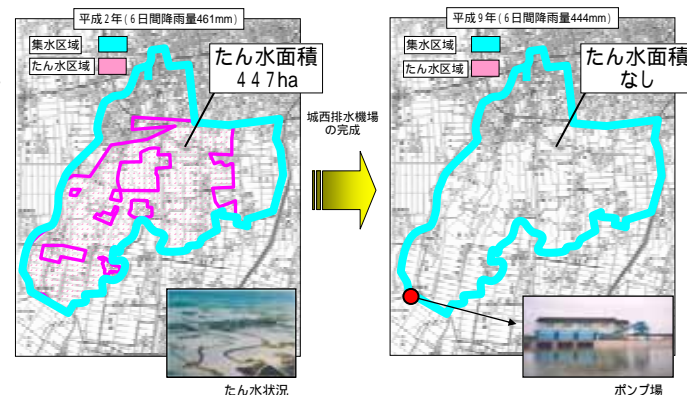 平成2年(6日間降雨量461mm)
集水区域
たん水区域
たん水面積
447ha
たん水状況
城西排水機場
の完成
平成9年(6日間降雨量444mm)
集水区域
たん水区域
たん水面積
なし
ポンプ場